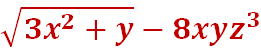 √(3x² + y) − 8xyz³